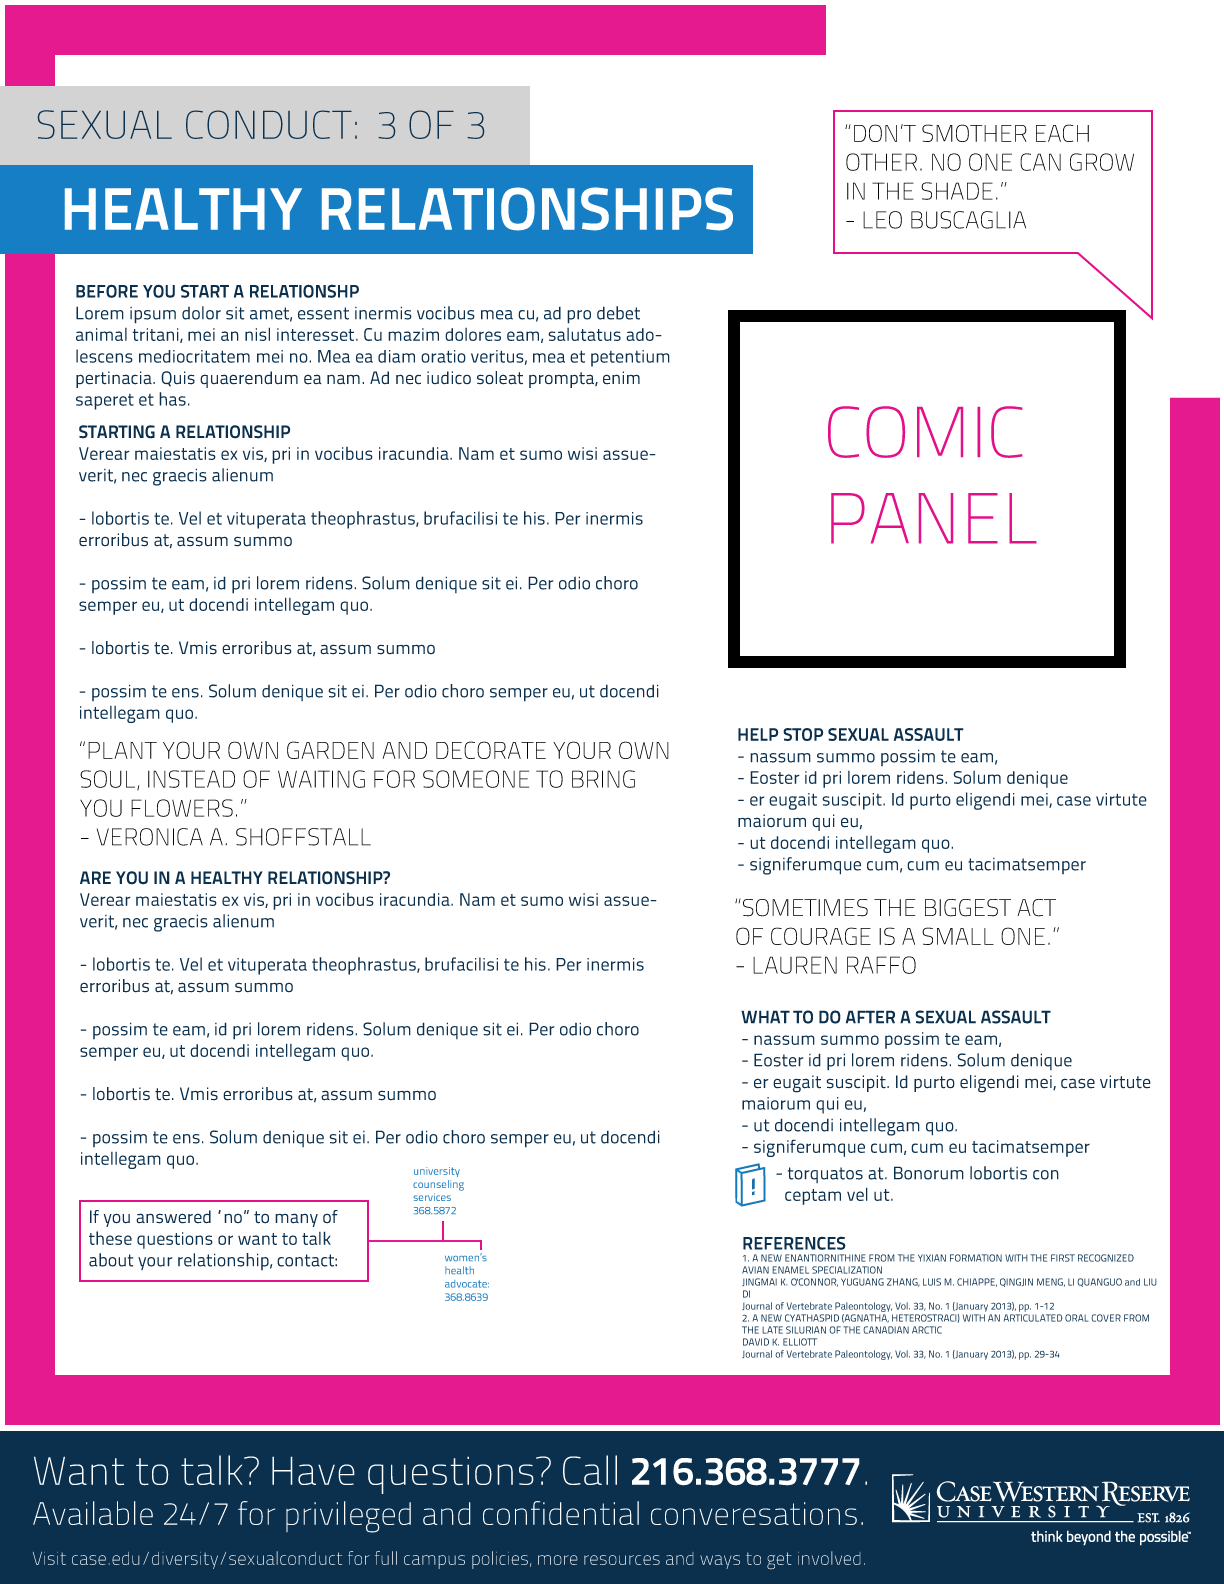 SEXUAL CONDUCT: 3 OF 3
HEALTHY RELATIONSHIPS
"DON'T SMOTHER EACH
OTHER. NO ONE CAN GROW
IN THE SHADE."
- LEO BUSCAGLIA
BEFORE YOU START A RELATIONSHP
Lorem ipsum dolor sit amet, essent inermis vocibus mea cu, ad pro debet
animal tritani, mei an nisl interesset. Cu mazim dolores eam, salutatus ado-
lescens mediocritatem mei no. Mea ea diam oratio veritus, mea et petentium
pertinacia. Quis quaerendum ea nam. Ad nec iudico soleat prompta, enim
saperet et has.
STARTING A RELATIONSHIP
Verear maiestatis ex vis, pri in vocibus iracundia. Nam et sumo wisi assue-
verit, nec graecis alienum
- lobortis te. Vel et vituperata theophrastus, brufacilisi te his. Per inermis
erroribus at, assum summo
- possim te eam, id pri lorem ridens. Solum denique sit ei. Per odio choro
semper eu, ut docendi intellegam quo.
- lobortis te. Vmis erroribus at, assum summo
- possim te ens. Solum denique sit ei. Per odio choro semper eu, ut docendi
intellegam quo.
"PLANT YOUR OWN GARDEN AND DECORATE YOUR OWN
SOUL, INSTEAD OF WAITING FOR SOMEONE TO BRING
YOU FLOWERS."
- VERONICA A. SHOFFSTALL
ARE YOU IN A HEALTHY RELATIONSHIP?
Verear maiestatis ex vis, pri in vocibus iracundia. Nam et sumo wisi assue-
verit, nec graecis alienum
- lobortis te. Vel et vituperata theophrastus, brufacilisi te his. Per inermis
erroribus at, assum summo
- possim te eam, id pri lorem ridens. Solum denique sit ei. Per odio choro
semper eu, ut docendi intellegam quo.
- lobortis te. Vmis erroribus at, assum summo
- possim te ens. Solum denique sit ei. Per odio choro semper eu, ut docendi
intellegam quo.
If you answered 'no" to many of
these questions or want to talk
about your relationship, contact:
university
counseling
services
368.5872
women's
health
advocate:
368.8639
COMIC
PANEL
HELP STOP SEXUAL ASSAULT
- nassum summo possim te eam,
- Eoster id pri lorem ridens. Solum denique
- er eugait suscipit. Id purto eligendi mei, case virtute
maiorum qui eu,
- ut docendi intellegam quo.
- signiferumque cum, cum eu tacimatsemper
"SOMETIMES THE BIGGEST ACT
OF COURAGE IS A SMALL ONE."
- LAUREN RAFFO
WHAT TO DO AFTER A SEXUAL ASSAULT
- nassum summo possim te eam,
- Eoster id pri lorem ridens. Solum denique
- er eugait suscipit. Id purto eligendi mei, case virtute
maiorum qui eu,
- ut docendi intellegam quo.
- signiferumque cum, cum eu tacimatsemper
!
- torquatos at. Bonorum lobortis con
ceptam vel ut.
REFERENCES
1. A NEW ENANTIORNITHINE FROM THE YIXIAN FORMATION WITH THE FIRST RECOGNIZED
AVIAN ENAMEL SPECIALIZATION
JINGMAI K. O'CONNOR, YUGUANG ZHANG, LUIS M. CHIAPPE, QINGJIN MENG, LI QUANGUO and LIU
DI
Journal of Vertebrate Paleontology, Vol. 33, No. 1 (January 2013), pp. 1-12
2. A NEW CYATHASPID (AGNATHA, HETEROSTRACI) WITH AN ARTICULATED ORAL COVER FROM
THE LATE SILURIAN OF THE CANADIAN ARCTIC
DAVID K. ELLIOTT
Journal of Vertebrate Paleontology, Vol. 33, No. 1 (January 2013), pp. 29-34
Want to talk? Have questions? Call 216.368.3777.
Available 24/7 for privileged and confidential converesations.
Visit case.edu/diversity/sexualconduct for full campus policies, more resources and ways to get involved.
CASE WESTERN RESERVE
UNIVERSITY
EST. 1826
think beyond the possible™